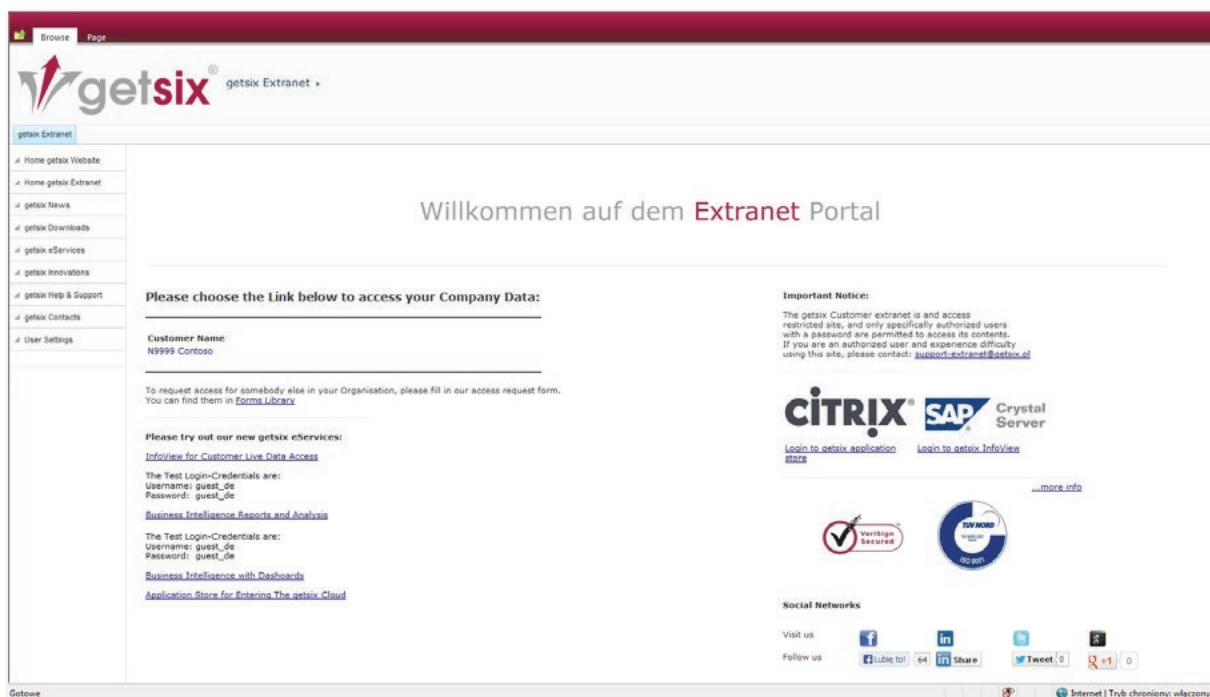 Browse Page
getsix® getsix Extranet
getsix Extranet
Home getsix Website
Home getsix Extranet
getsix News
getsix Downloads
getsix eServices
getsix Innovations
getsix Help & Support
getsix Contacts
User Settings
Willkommen auf dem Extranet Portal
Please choose the Link below to access your Company Data:
Customer Name
N9999 Contoso
To request access for somebody else in your Organisation, please fill in our access request form.
You can find them in Forms Library
Please try out our new getsix eServices:
InfoView for Customer Live Data Access
The Test Login-Credentials are:
Username: guest_de
Password: guest_de
Business Intelligence Reports and Analysis
The Test Login-Credentials are:
Username: guest_de
Password: guest_de
Business Intelligence with Dashoards
Application Store for Entering The getsix Cloud
Important Notice:
The getsix Customer extranet is and access
restricted site, and only specifically authorized users
with a password are permitted to access its contents.
If you are an authorized user and experience difficulty
using this site, please contact: support-extranet@getsix.pl
CITRIX® SAP Crystal
Server
Login to getsix application
store
Login to getsix InfoView
...more info
VeriSign
Secured
TÜV NORD
ISO 9001
Social Networks
Visit us
Follow us Lubię to! 64 Share Tweet 0 +1 0
Gotowe Internet | Tryb chroniony: włączony